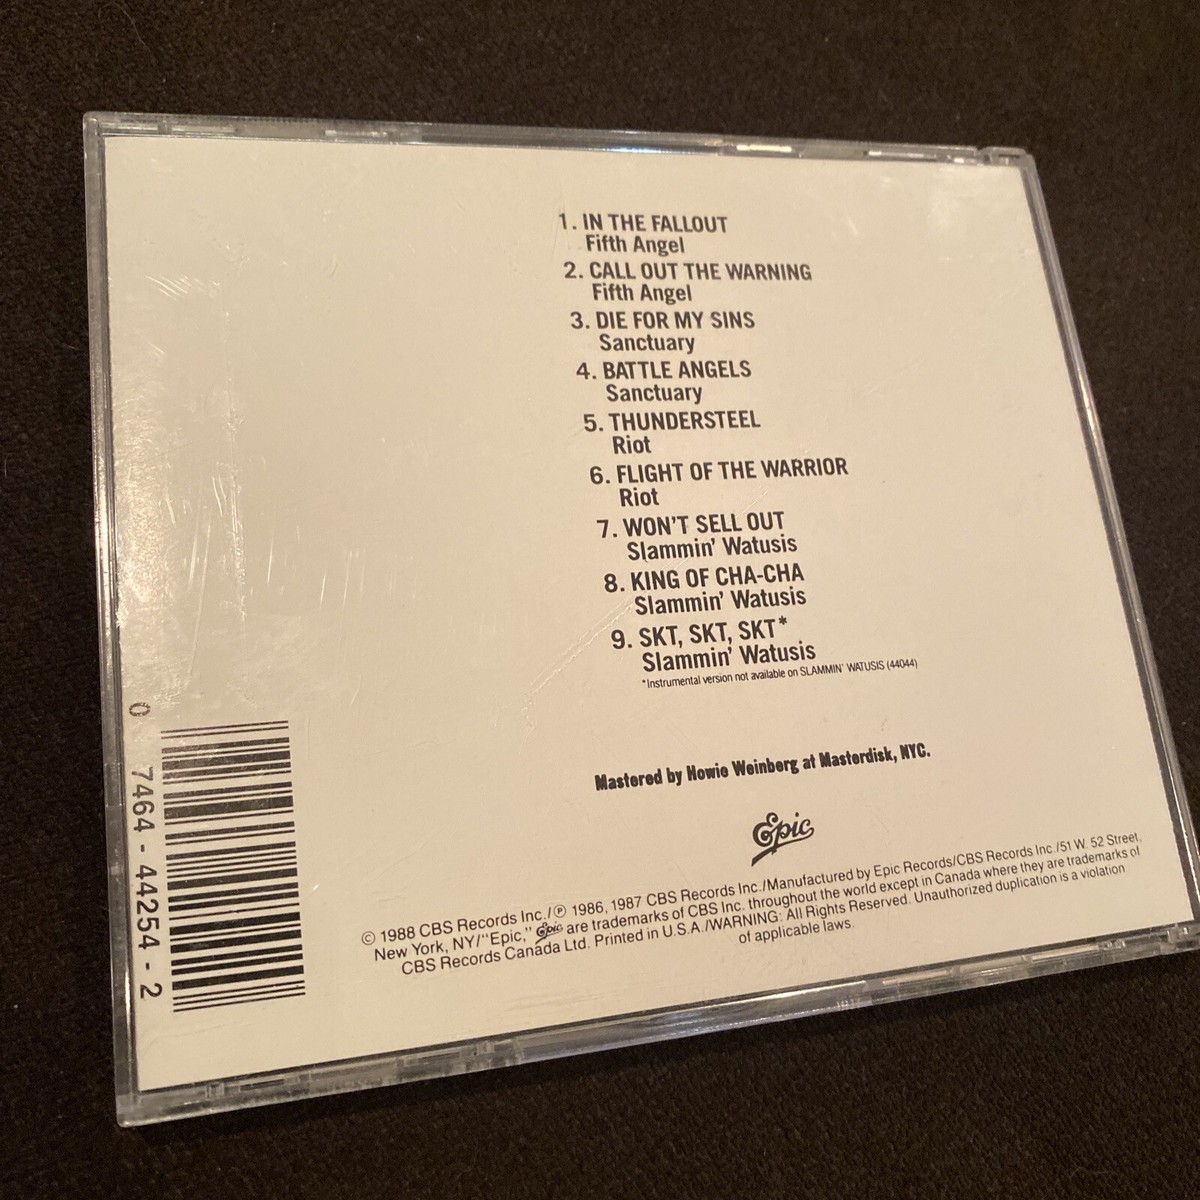 1. IN THE FALLOUT
Fifth Angel
2. CALL OUT THE WARNING
Fifth Angel
3. DIE FOR MY SINS
Sanctuary
4. BATTLE ANGELS
Sanctuary
5. THUNDERSTEEL
Riot
6. FLIGHT OF THE WARRIOR
Riot
7. WON'T SELL OUT
Slammin' Watusis
8. KING OF CHA-CHA
Slammin' Watusis
9. SKT, SKT, SKT*
Slammin' Watusis
*Instrumental version not available on SLAMMIN' WATUSIS (44044)
Mastered by Howie Weinberg at Masterdisk, NYC.
Epic
© 1988 CBS Records Inc./℗ 1986, 1987 CBS Records Inc./Manufactured by Epic Records/CBS Records Inc./51 W. 52 Street,
New York, NY/"Epic," Epic are trademarks of CBS Inc. throughout the world except in Canada where they are trademarks of
CBS Records Canada Ltd. Printed in U.S.A./WARNING: All Rights Reserved. Unauthorized duplication is a violation
of applicable laws.
0 7464-44254-2